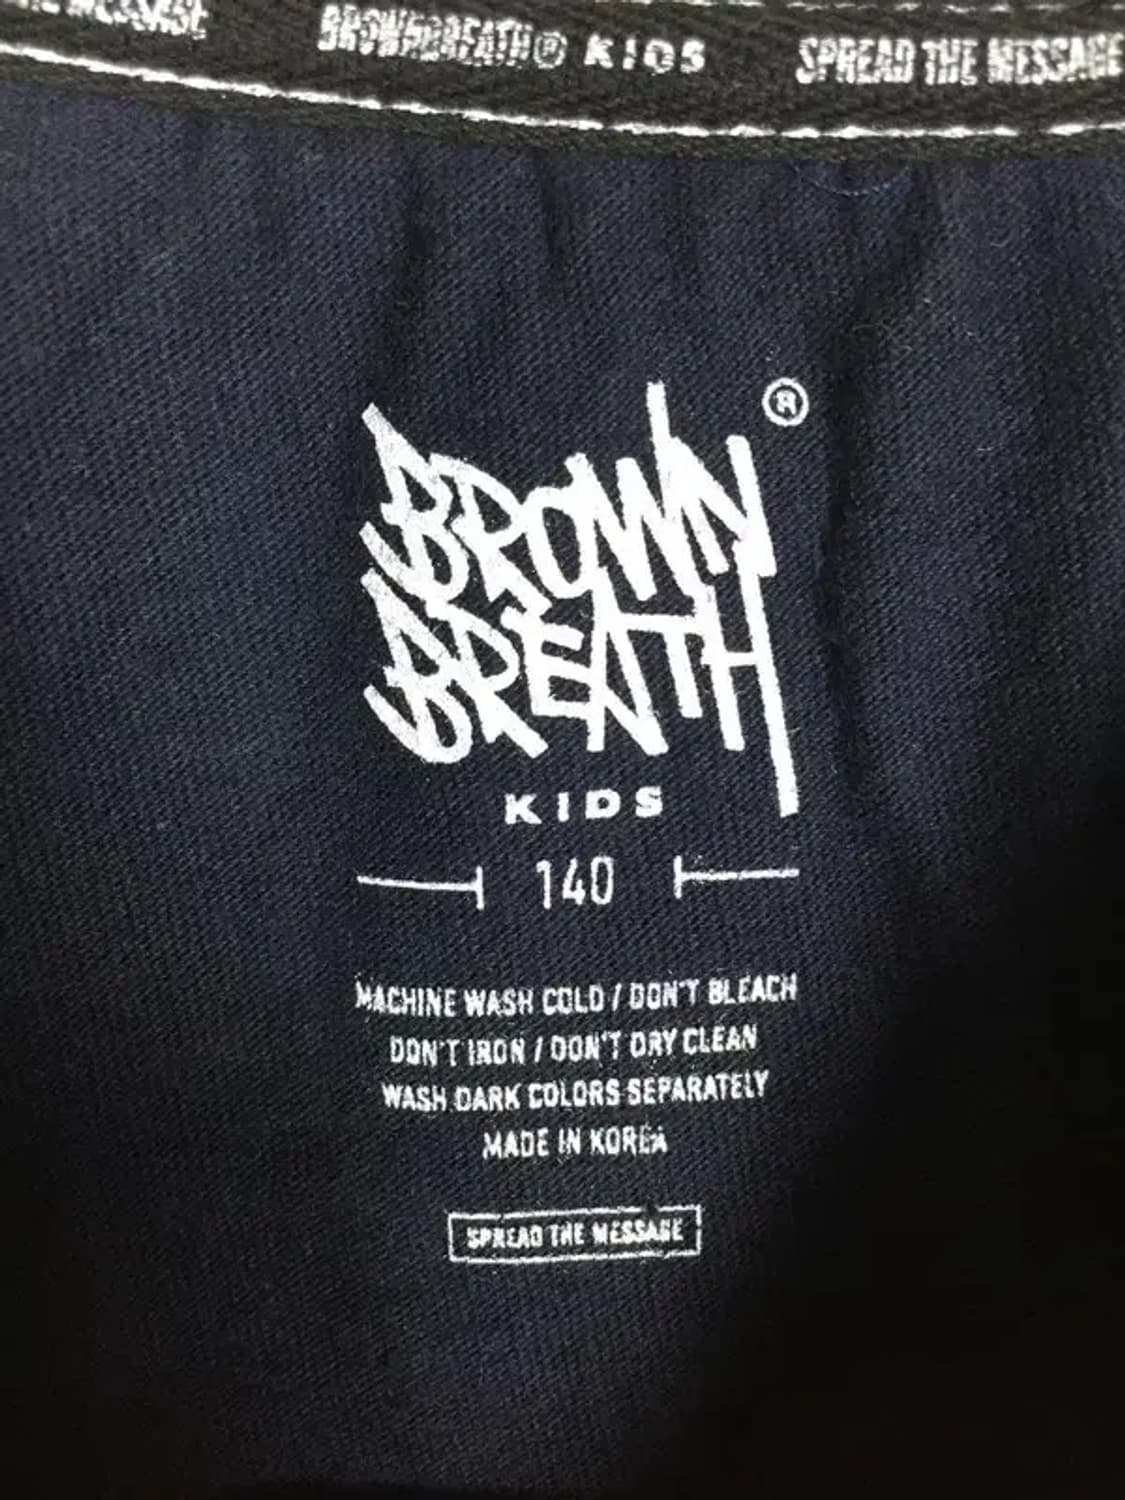 MESSAGE BROWNBREATH® KIDS SPREAD THE MESSAGE
BROWN®
BREATH
KIDS
140
MACHINE WASH COLD / DON'T BLEACH
DON'T IRON / DON'T DRY CLEAN
WASH DARK COLORS SEPARATELY
MADE IN KOREA
SPREAD THE MESSAGE